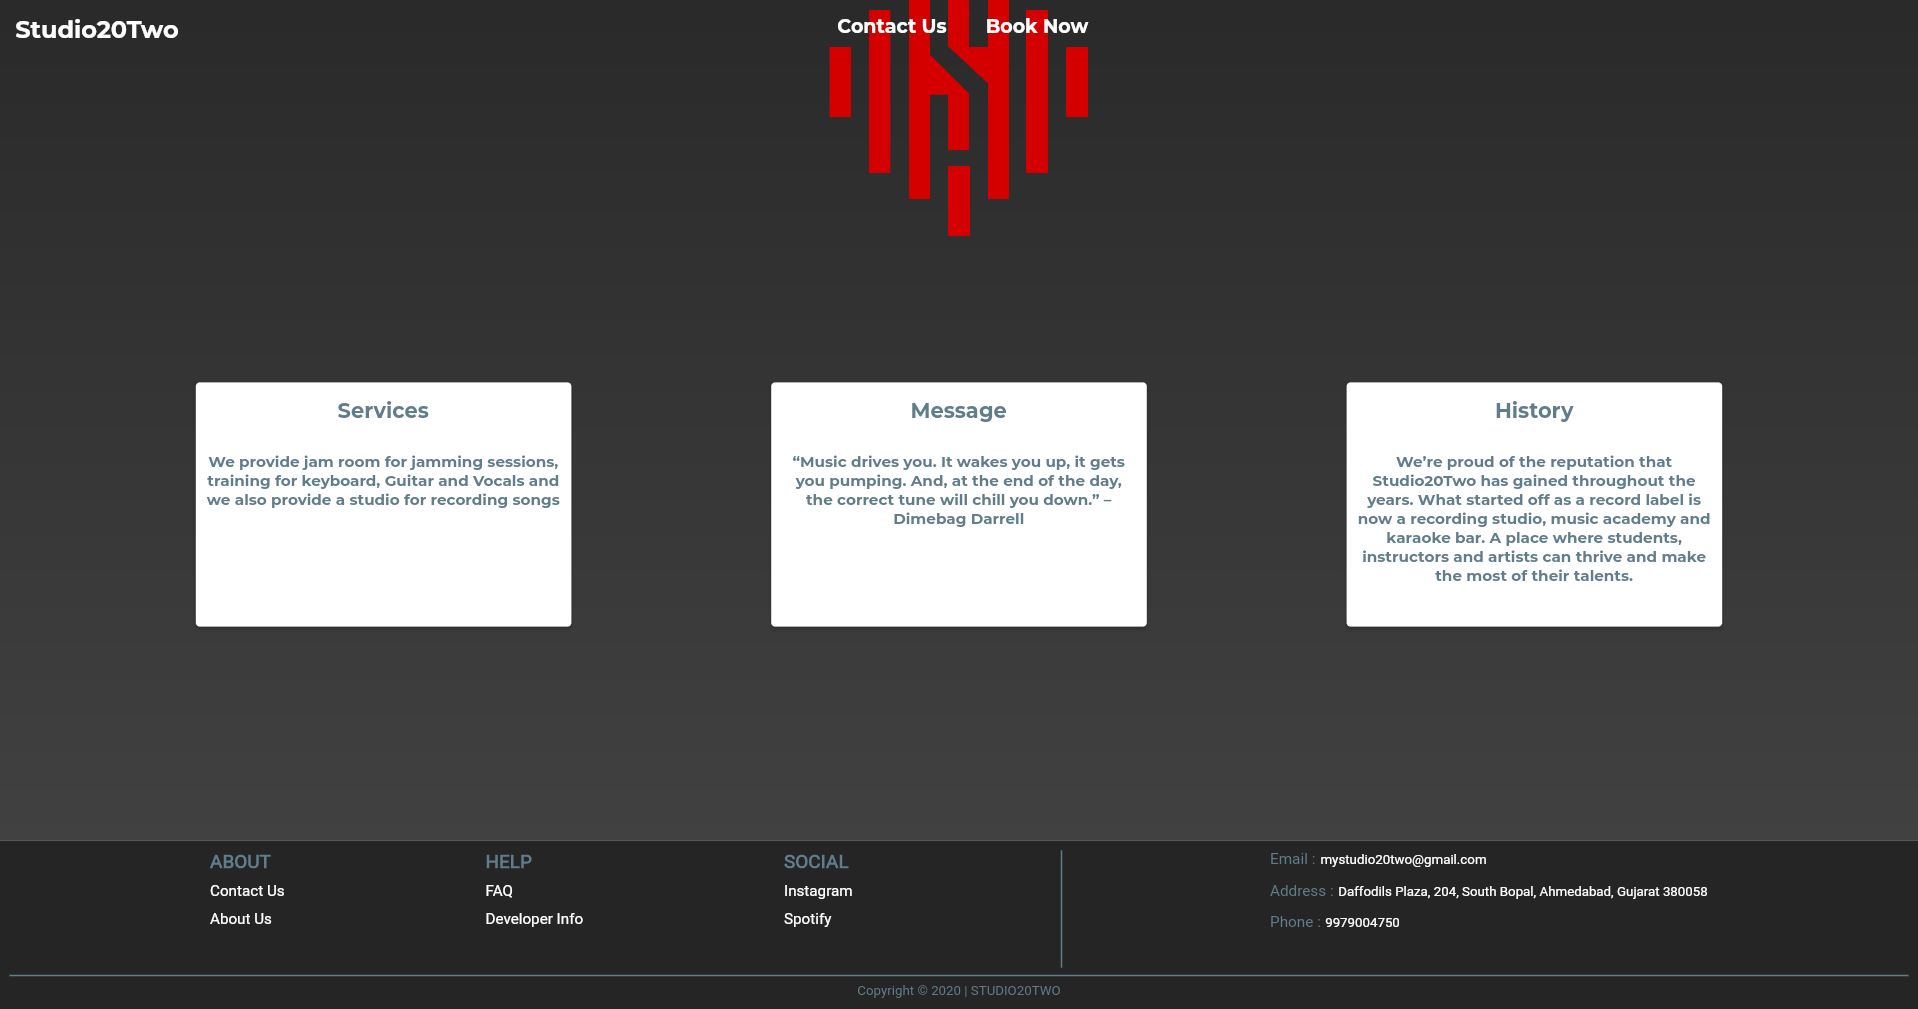 Studio20Two
Contact Us
Book Now
Services
We provide jam room for jamming sessions,
training for keyboard, Guitar and Vocals and
we also provide a studio for recording songs
Message
“Music drives you. It wakes you up, it gets
you pumping. And, at the end of the day,
the correct tune will chill you down.” –
Dimebag Darrell
History
We’re proud of the reputation that
Studio20Two has gained throughout the
years. What started off as a record label is
now a recording studio, music academy and
karaoke bar. A place where students,
instructors and artists can thrive and make
the most of their talents.
ABOUT
Contact Us
About Us
HELP
FAQ
Developer Info
SOCIAL
Instagram
Spotify
Email : mystudio20two@gmail.com
Address : Daffodils Plaza, 204, South Bopal, Ahmedabad, Gujarat 380058
Phone : 9979004750
Copyright © 2020 | STUDIO20TWO